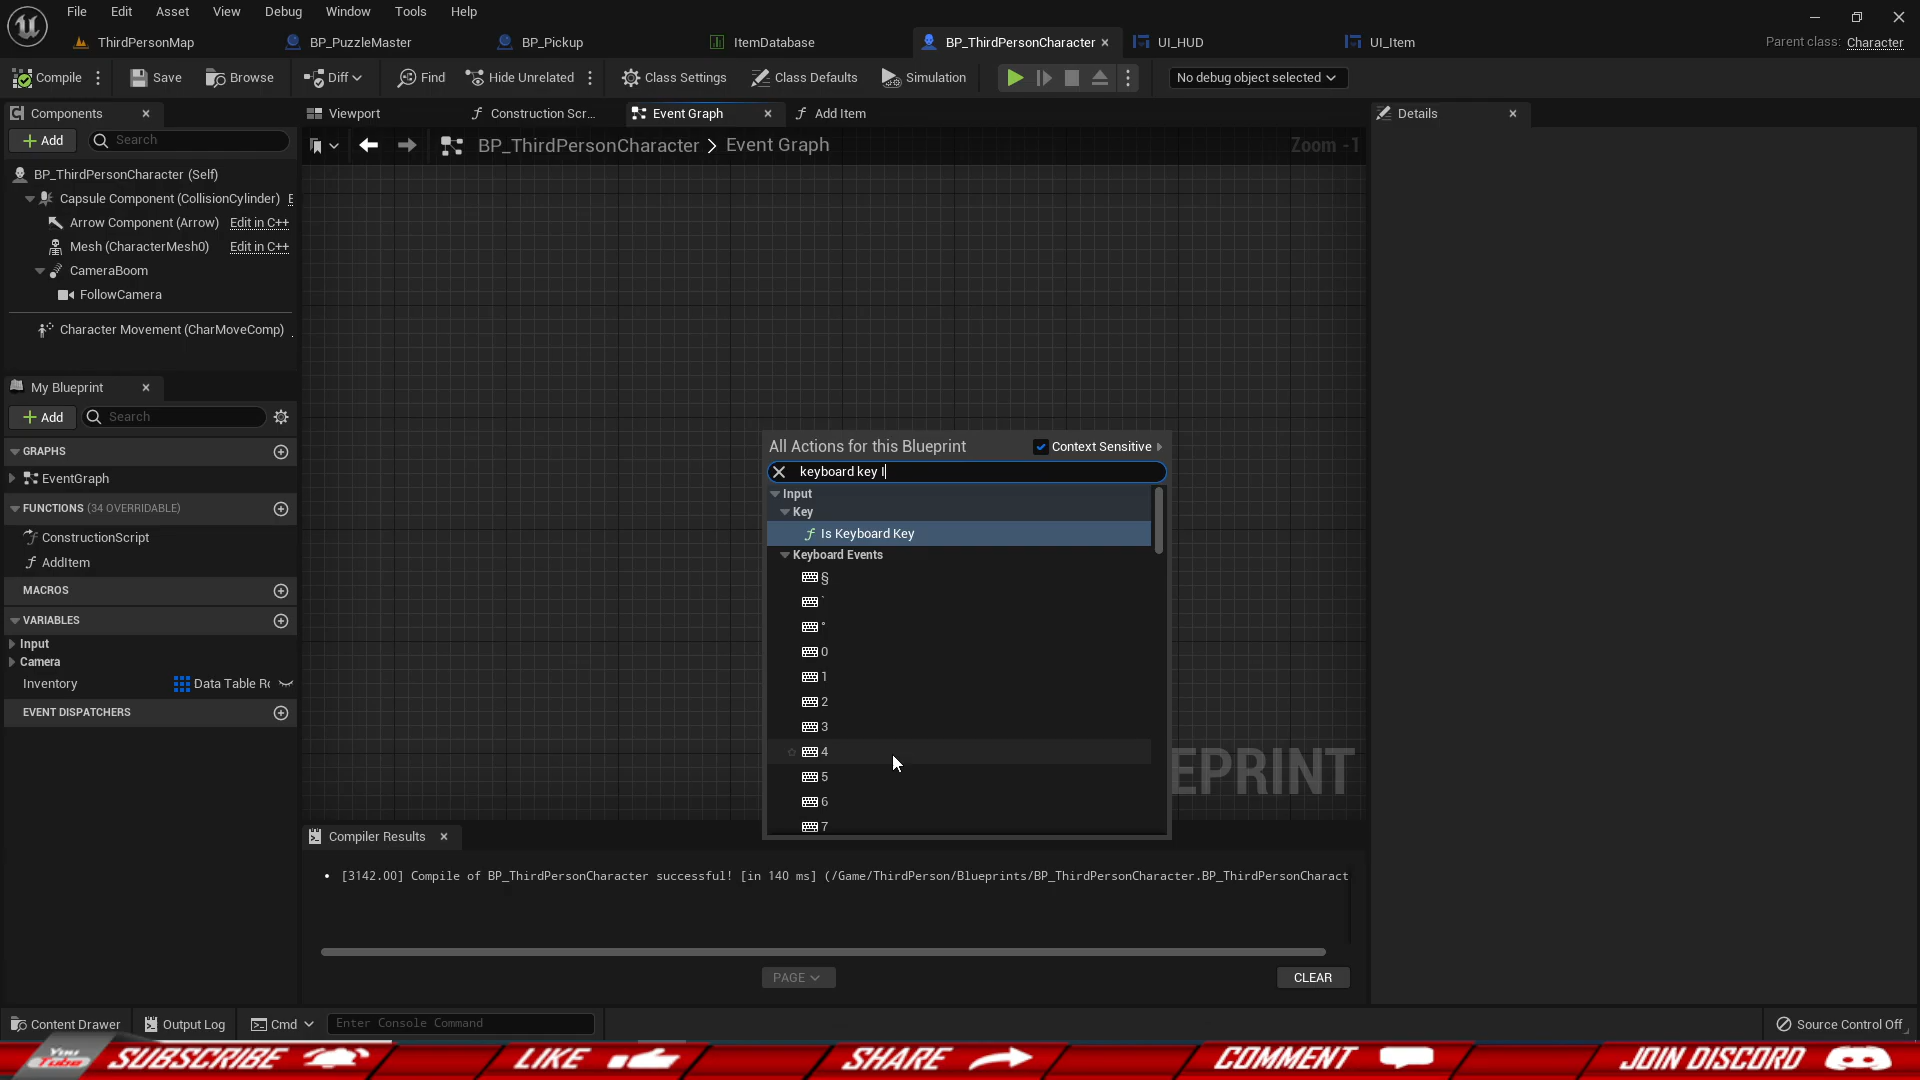 File Edit Asset View Debug Window Tools Help
ThirdPersonMap BP_PuzzleMaster BP_Pickup ItemDatabase BP_ThirdPersonCharacter UI_HUD UI_Item Parent class: Character
Compile Save Browse Diff Find Hide Unrelated Class Settings Class Defaults Simulation No debug object selected
Components Viewport Construction Scr... Event Graph Add Item Details
Add Search
BP_ThirdPersonCharacter > Event Graph Zoom -1
BP_ThirdPersonCharacter (Self)
Capsule Component (CollisionCylinder) E
Arrow Component (Arrow) Edit in C++
Mesh (CharacterMesh0) Edit in C++
CameraBoom
FollowCamera
Character Movement (CharMoveComp)
My Blueprint
Add Search
GRAPHS
EventGraph
FUNCTIONS (34 OVERRIDABLE)
ConstructionScript
AddItem
MACROS
VARIABLES
Input
Camera
Inventory Data Table Ro
EVENT DISPATCHERS
All Actions for this Blueprint Context Sensitive
keyboard key I
Input
Key
Is Keyboard Key
Keyboard Events
§
`
0
1
2
3
4
5
6
7
EPRINT
Compiler Results
• [3142.00] Compile of BP_ThirdPersonCharacter successful! [in 140 ms] (/Game/ThirdPerson/Blueprints/BP_ThirdPersonCharacter.BP_ThirdPersonCharact
PAGE CLEAR
Content Drawer Output Log Cmd Enter Console Command Source Control Off
You Tube SUBSCRIBE LIKE SHARE COMMENT JOIN DISCORD